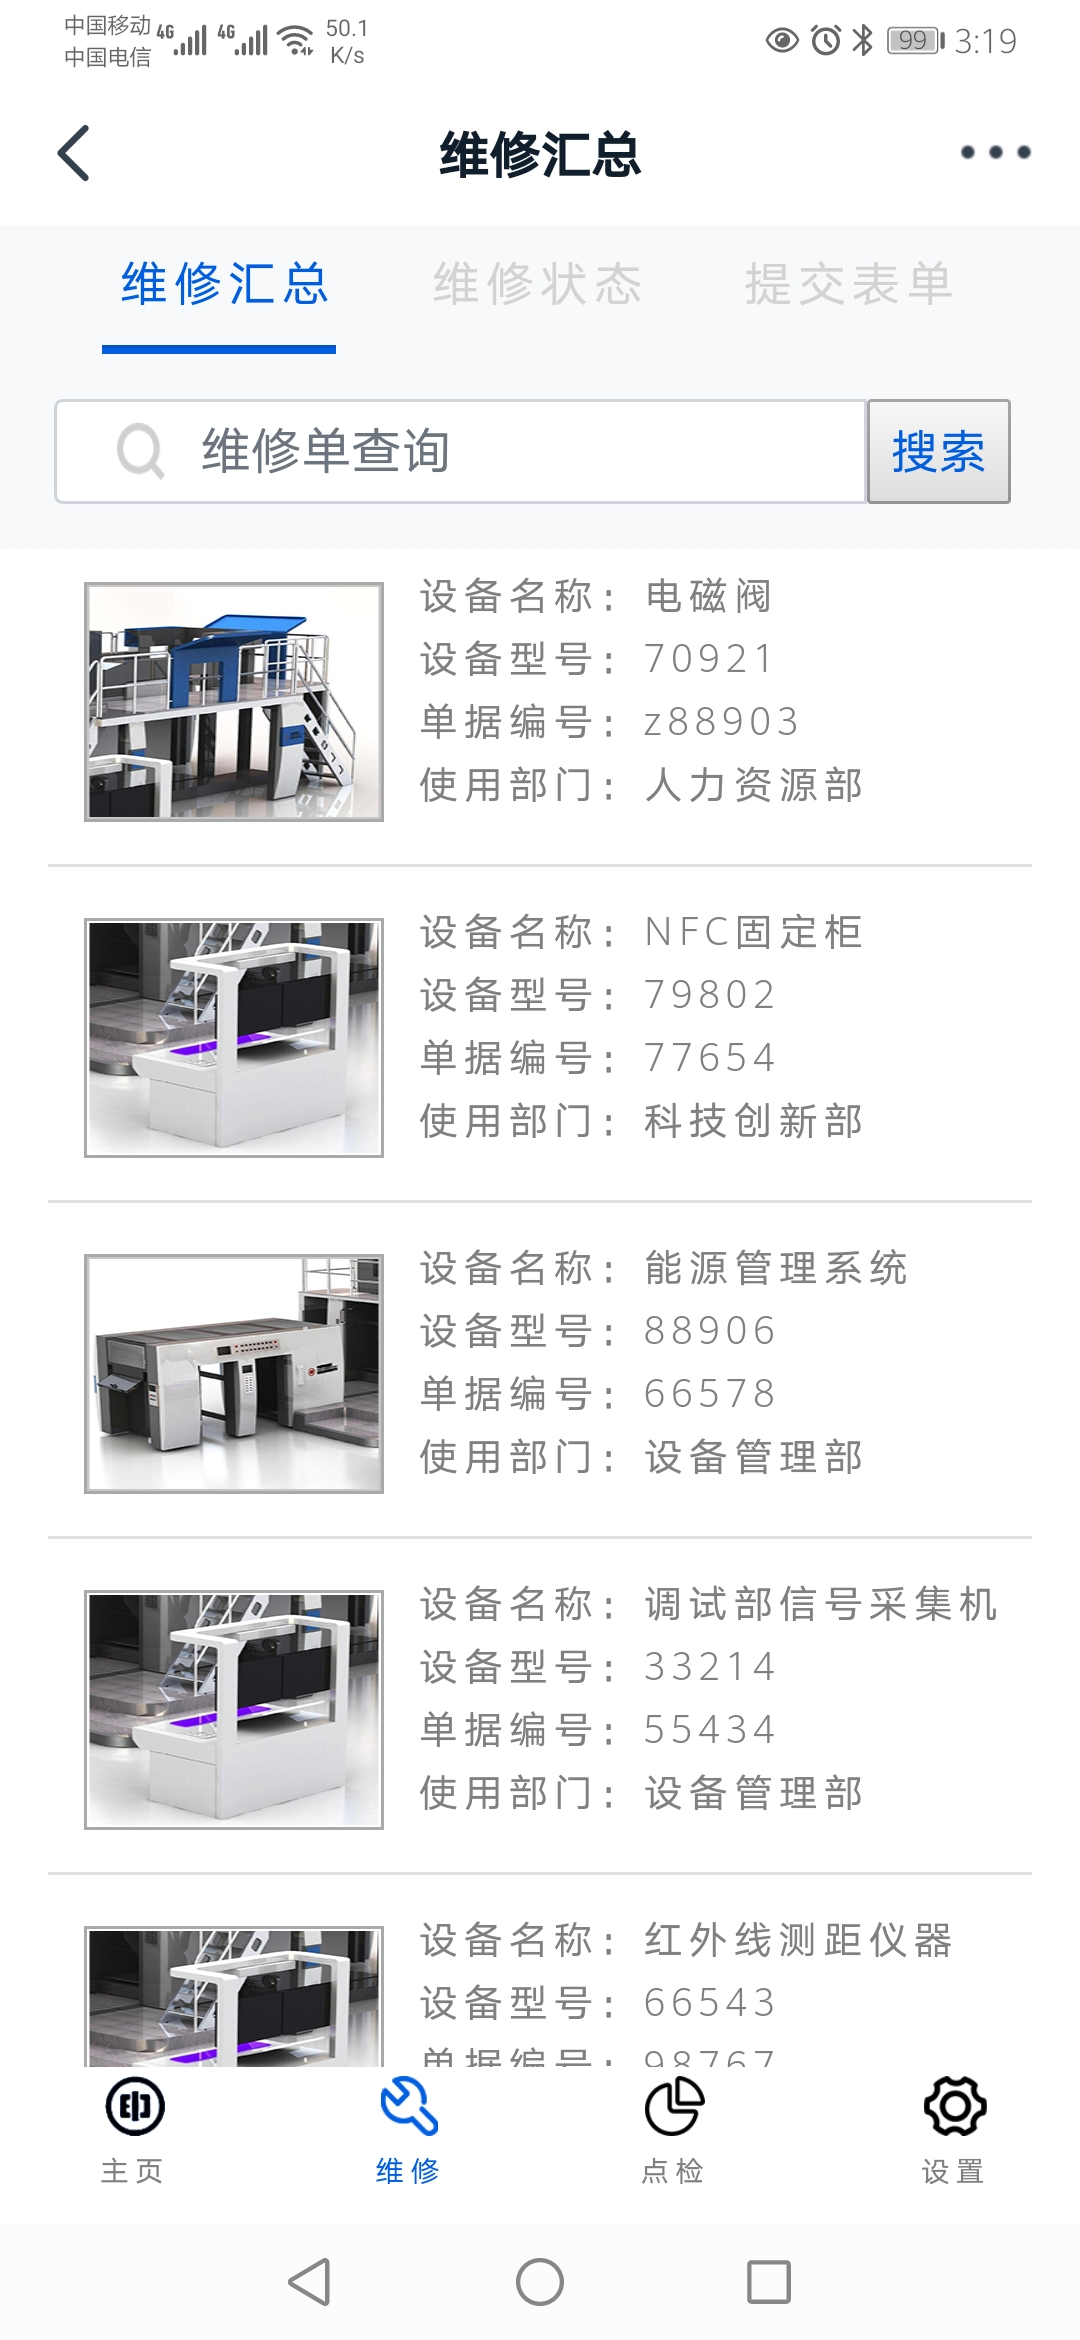 中国移动 4G 4G 50.1
中国电信 K/s 99 3:19
维修汇总
维修汇总 维修状态 提交表单
维修单查询 搜索
设备名称：电磁阀
设备型号：70921
单据编号：z88903
使用部门：人力资源部
设备名称：NFC固定柜
设备型号：79802
单据编号：77654
使用部门：科技创新部
设备名称：能源管理系统
设备型号：88906
单据编号：66578
使用部门：设备管理部
设备名称：调试部信号采集机
设备型号：33214
单据编号：55434
使用部门：设备管理部
设备名称：红外线测距仪器
设备型号：66543
单据编号：98767
主页 维修 点检 设置